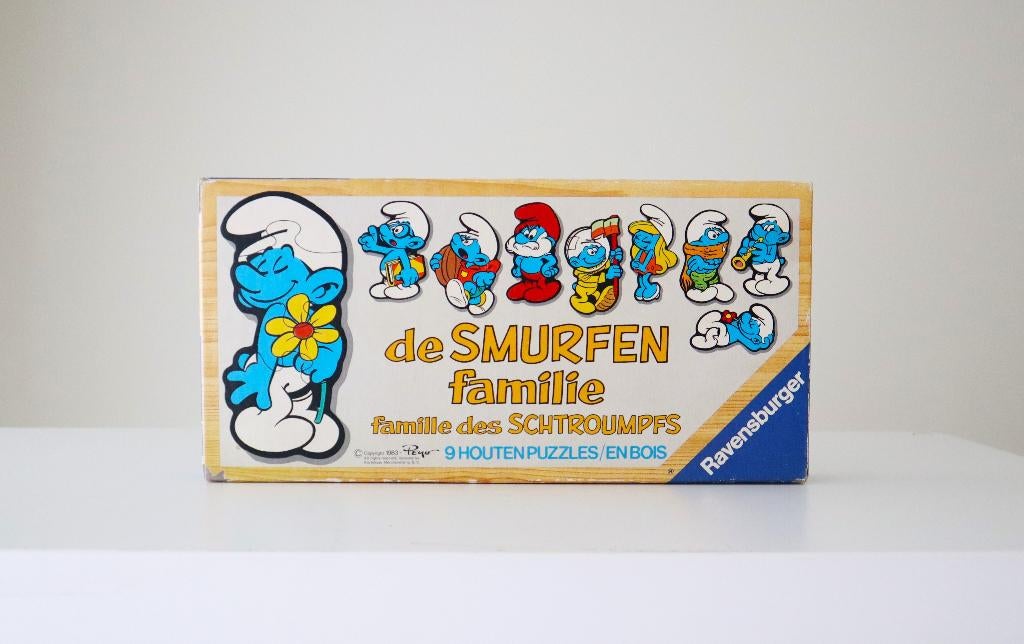 de SMURFEN
familie
famille des SCHTROUMPFS
© Copyright 1983 - Peyo
9 HOUTEN PUZZLES/EN BOIS
Ravensburger